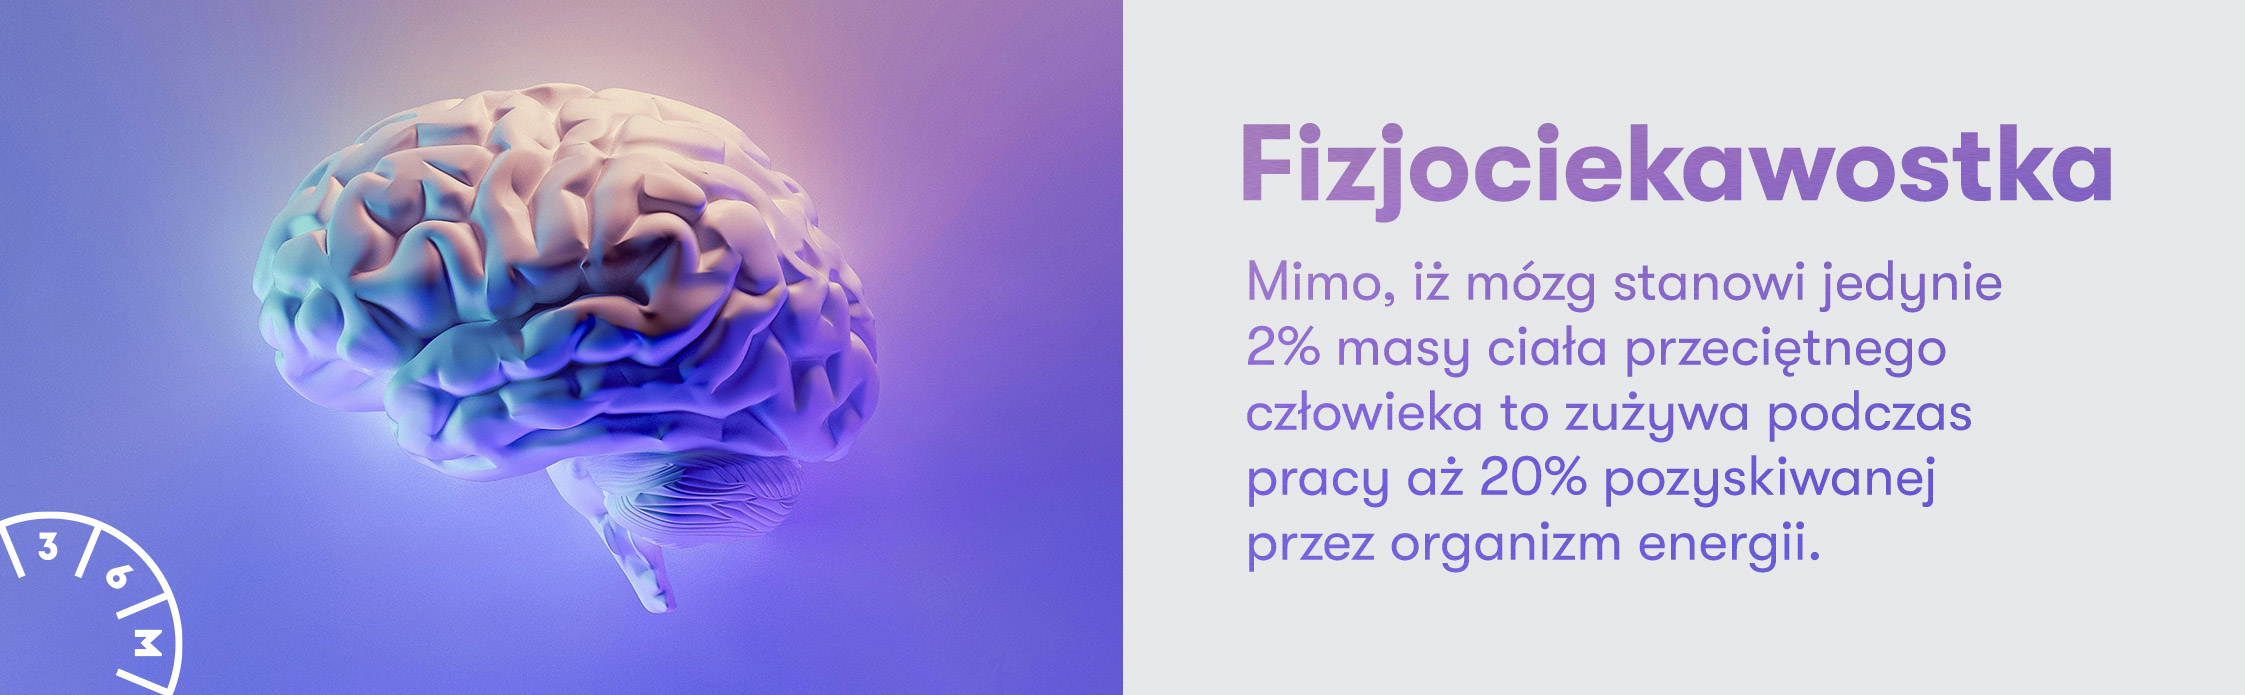 Fizjociekawostka
Mimo, iż mózg stanowi jedynie
2% masy ciała przeciętnego
człowieka to zużywa podczas
pracy aż 20% pozyskiwanej
przez organizm energii.
3
6
M